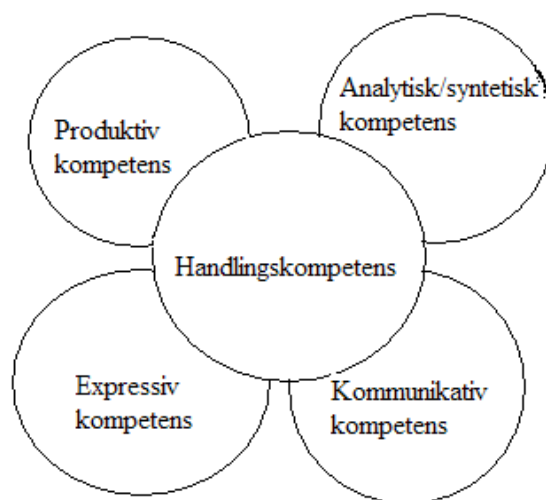 Produktiv
kompetens
Analytisk/syntetisk
kompetens
Handlingskompetens
Expressiv
kompetens
Kommunikativ
kompetens